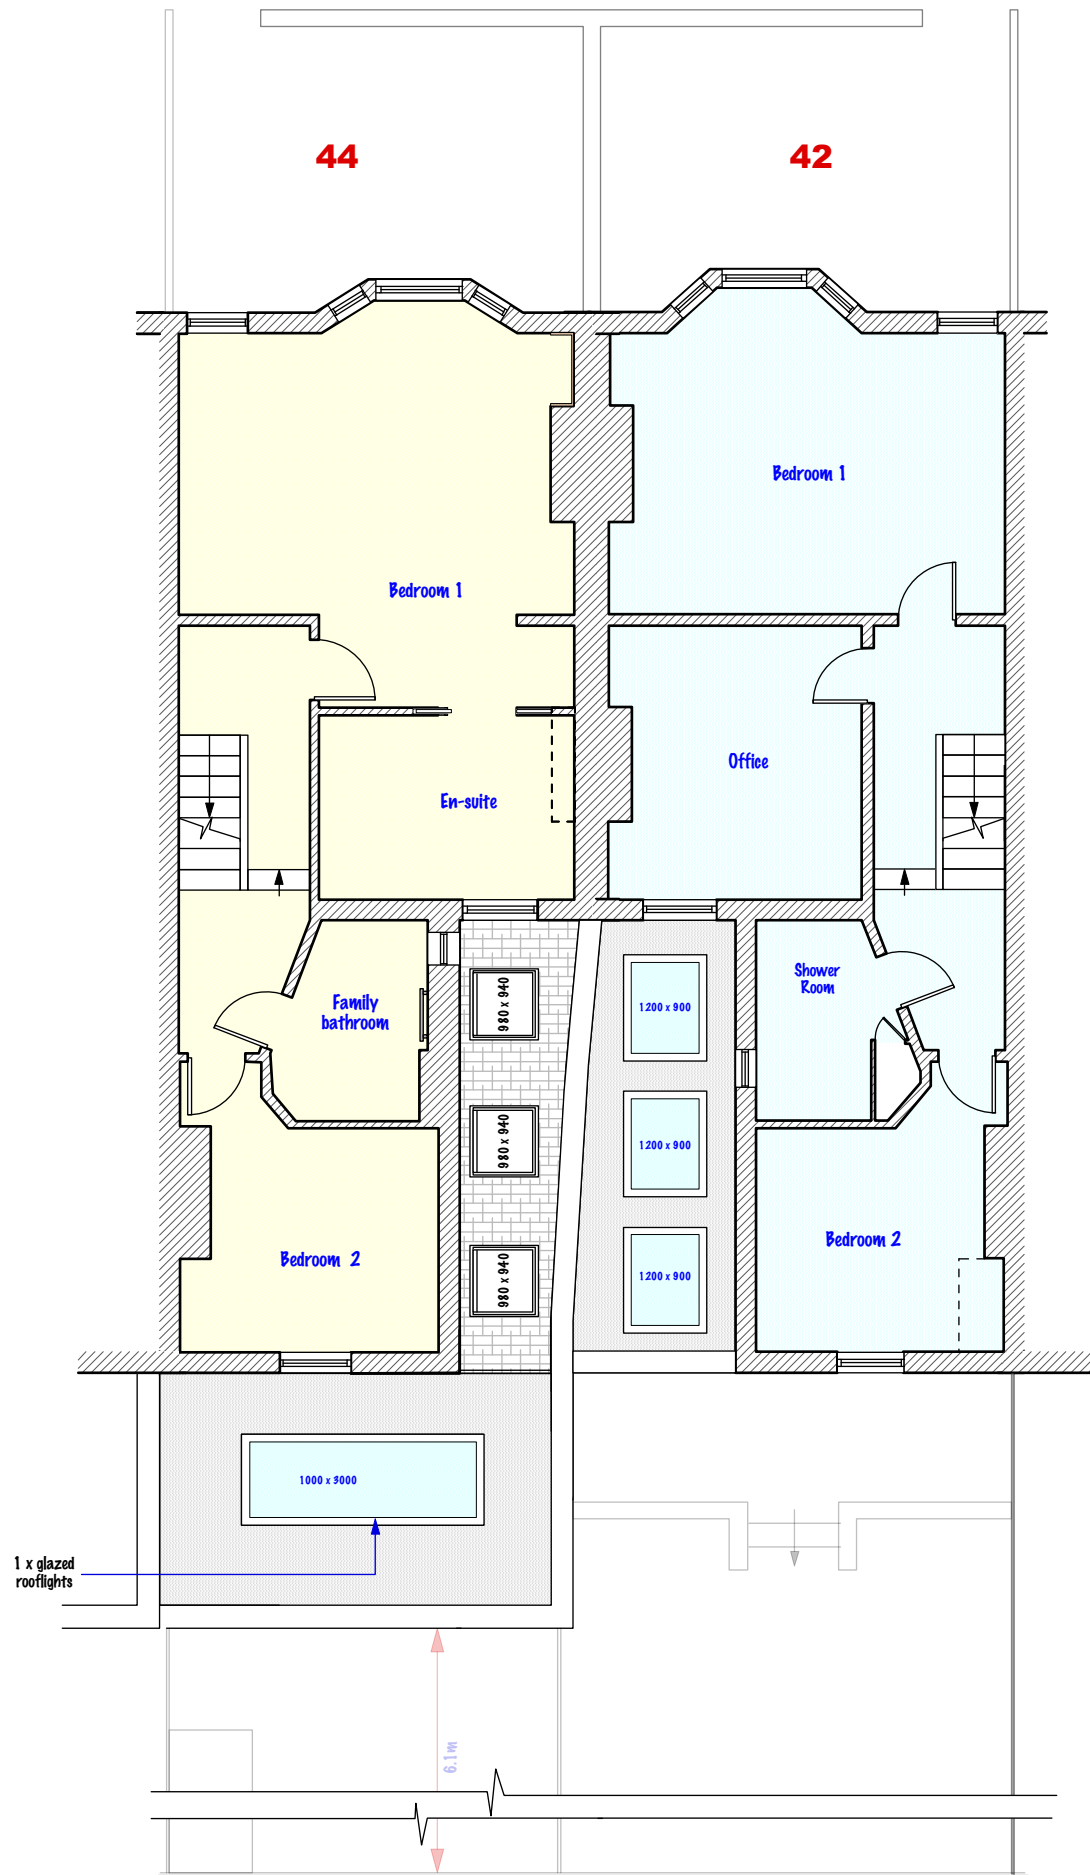 44
42
Bedroom 1
Bedroom 1
Office
En-suite
Shower
Room
Family
bathroom
980 x 940
1200 x 900
980 x 940
1200 x 900
Bedroom 2
Bedroom 2
980 x 940
1200 x 900
1000 x 3000
1 x glazed
rooflights
6.1m